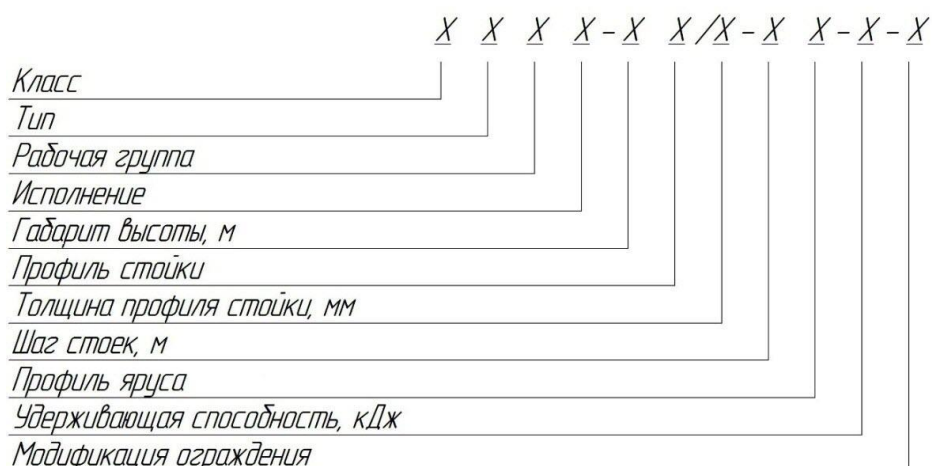 X X X X-X X/X-X X-X-X
Класс
Тип
Рабочая группа
Исполнение
Габарит высоты, м
Профиль стойки
Толщина профиля стойки, мм
Шаг стоек, м
Профиль яруса
Удерживающая способность, кДж
Модификация ограждения